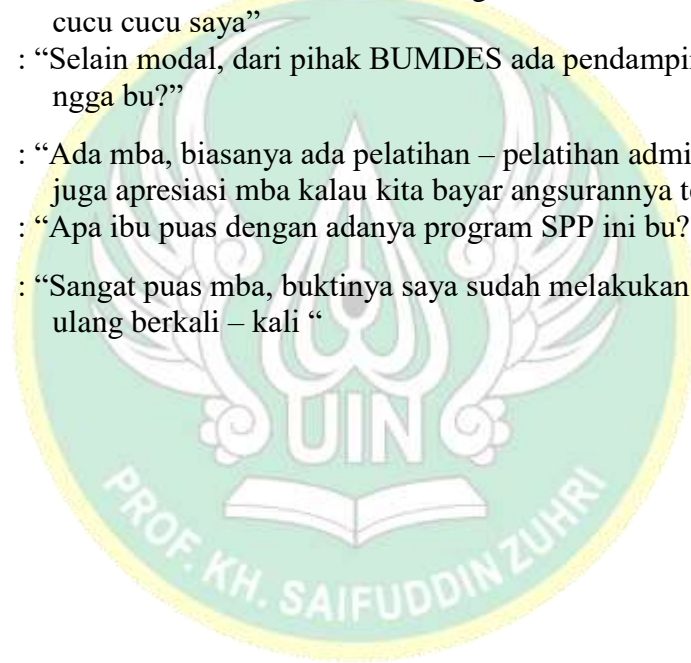 cucu cucu saya”
: “Selain modal, dari pihak BUMDES ada
ngga bu?”
: “Ada mba, biasanya ada pelatihan – pelatihan
juga apresiasi mba kalau kita bayar angsurannya
: “Apa ibu puas dengan adanya program SPP ini bu?
: “Sangat puas mba, buktinya saya sudah melakukan
ulang berkali – kali “
UIN
PROF. KH. SAIFUDDIN ZUHRI